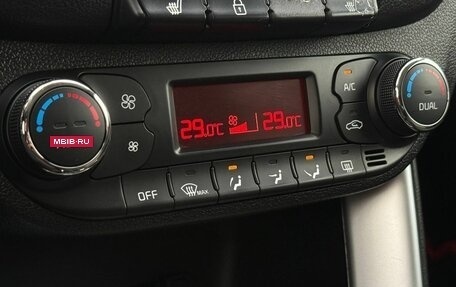 29.0°C 29.0°C
A/C
DUAL
MBIB.RU
OFF
MAX